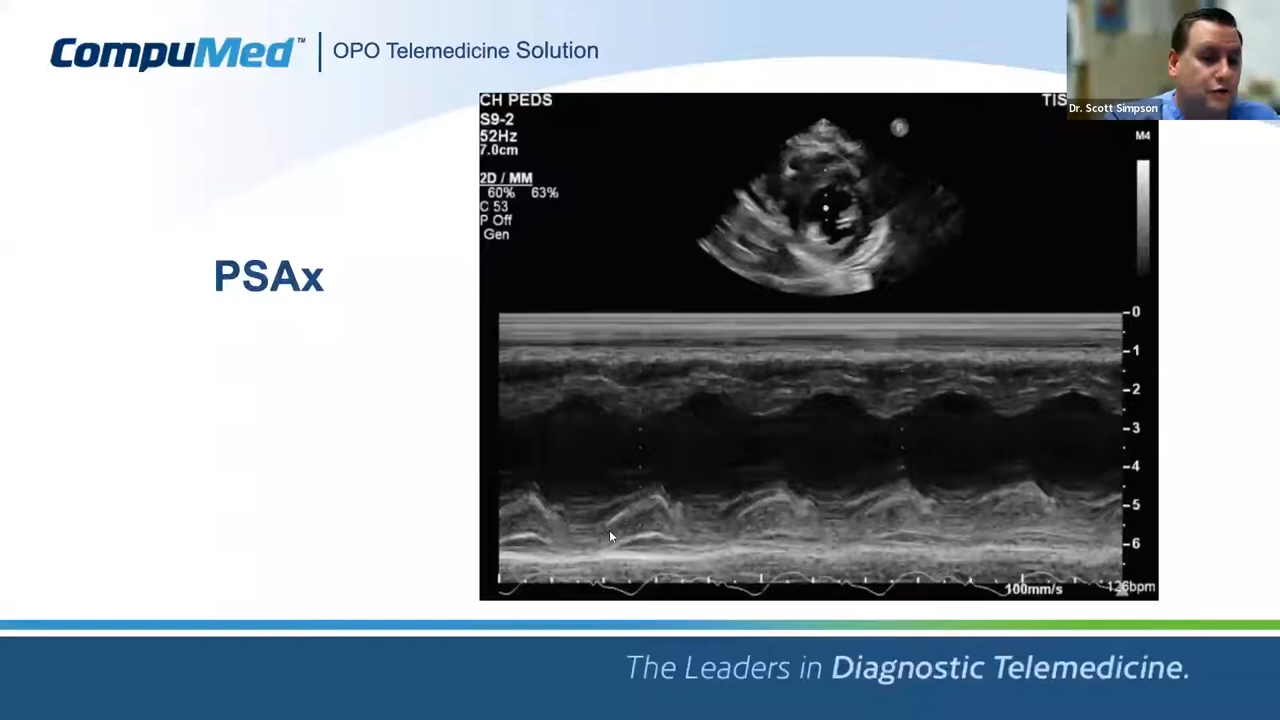 CompuMed™ OPO Telemedicine Solution
Dr. Scott Simpson
CH PEDS
TIS
S9-2
52Hz
7.0cm
M4
2D / MM
60% 63%
C 53
P Off
Gen
P
PSAx
0
1
2
3
4
5
6
100mm/s
126bpm
The Leaders in Diagnostic Telemedicine.